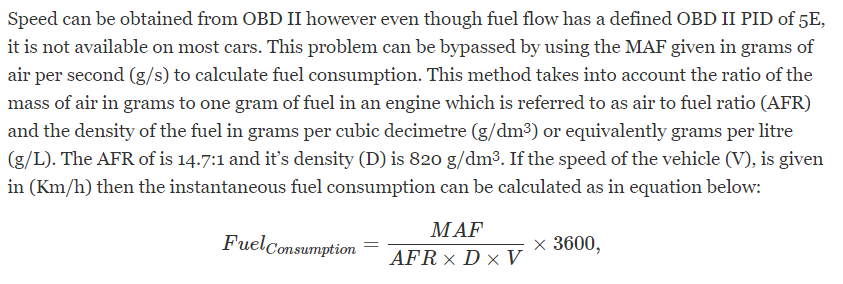 Speed can be obtained from OBD II however even though fuel flow has a defined OBD II PID of 5E,
it is not available on most cars. This problem can be bypassed by using the MAF given in grams of
air per second (g/s) to calculate fuel consumption. This method takes into account the ratio of the
mass of air in grams to one gram of fuel in an engine which is referred to as air to fuel ratio (AFR)
and the density of the fuel in grams per cubic decimetre (g/dm³) or equivalently grams per litre
(g/L). The AFR of is 14.7:1 and it's density (D) is 820 g/dm³. If the speed of the vehicle (V), is given
in (Km/h) then the instantaneous fuel consumption can be calculated as in equation below:
Fuel_Consumption = MAF / (AFR × D × V) × 3600,